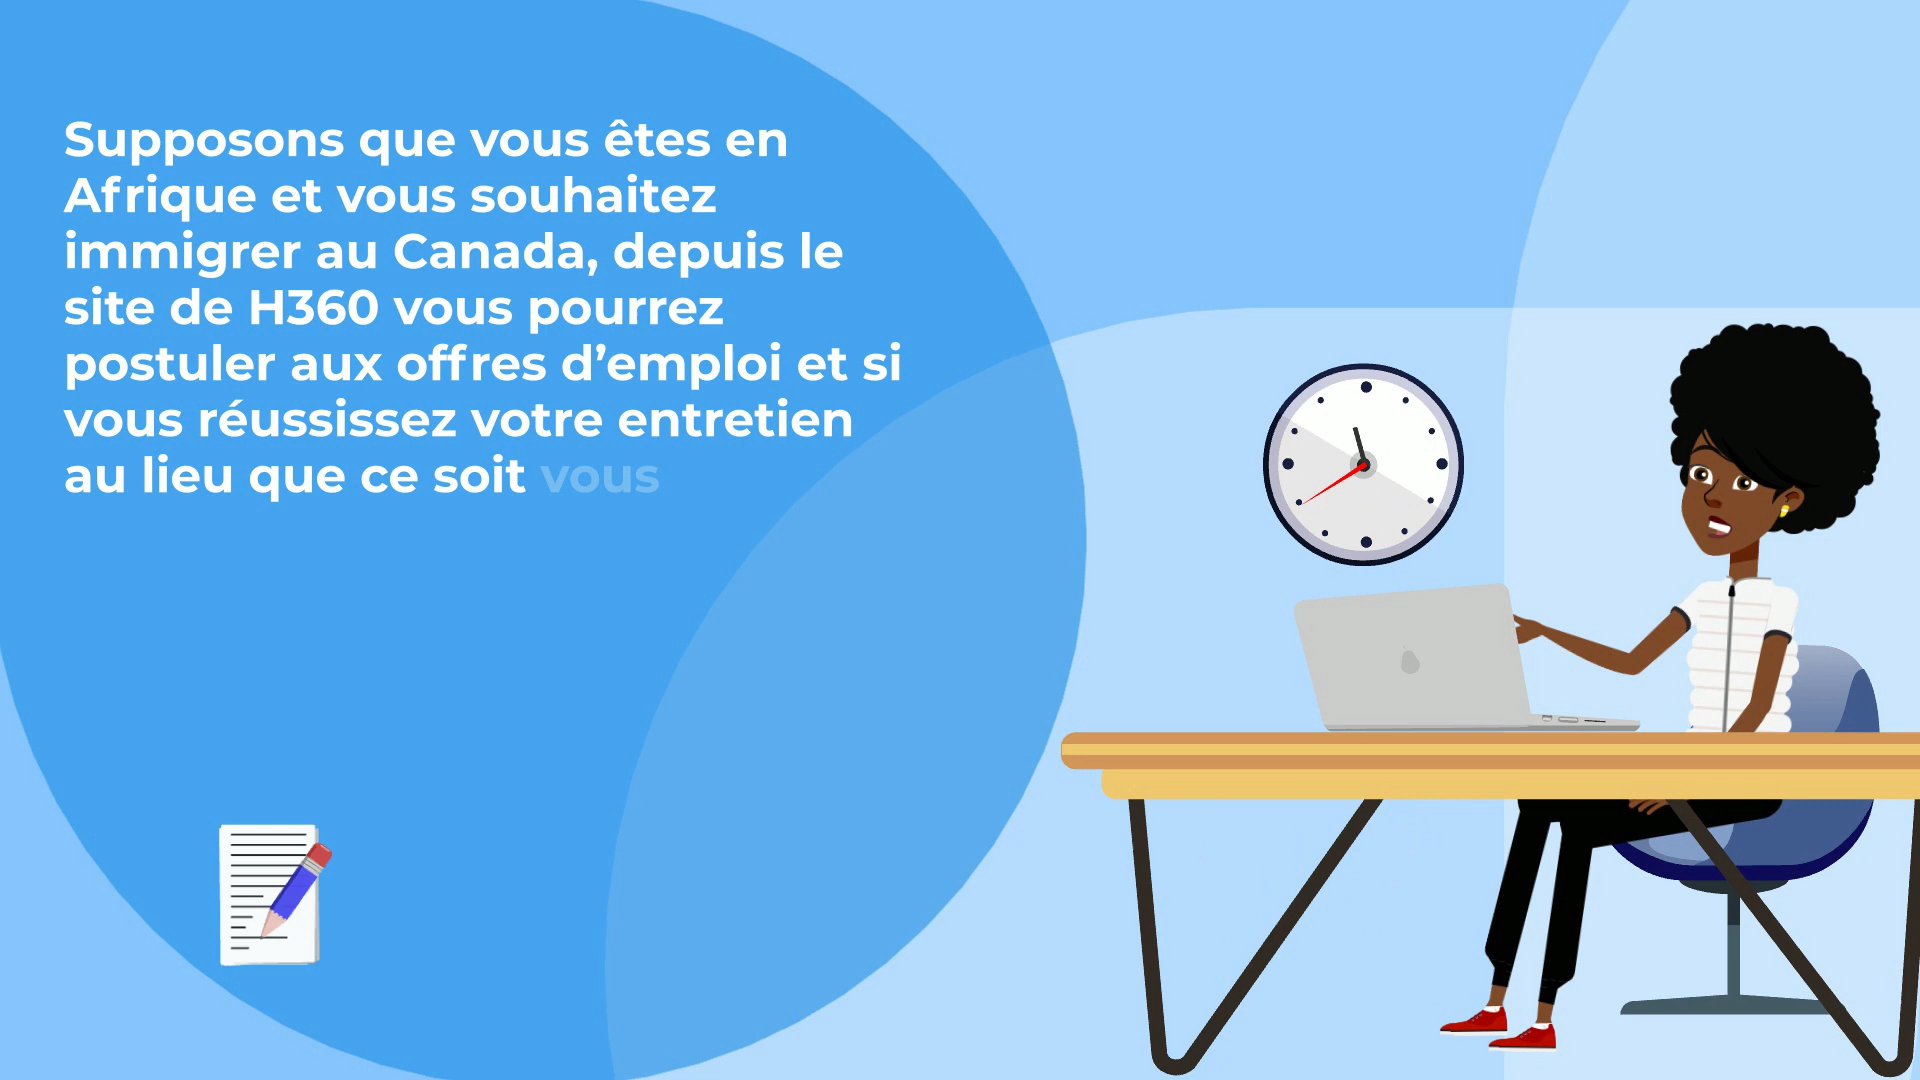 Supposons que vous êtes en
Afrique et vous souhaitez
immigrer au Canada, depuis le
site de H360 vous pourrez
postuler aux offres d’emploi et si
vous réussissez votre entretien
au lieu que ce soit vous